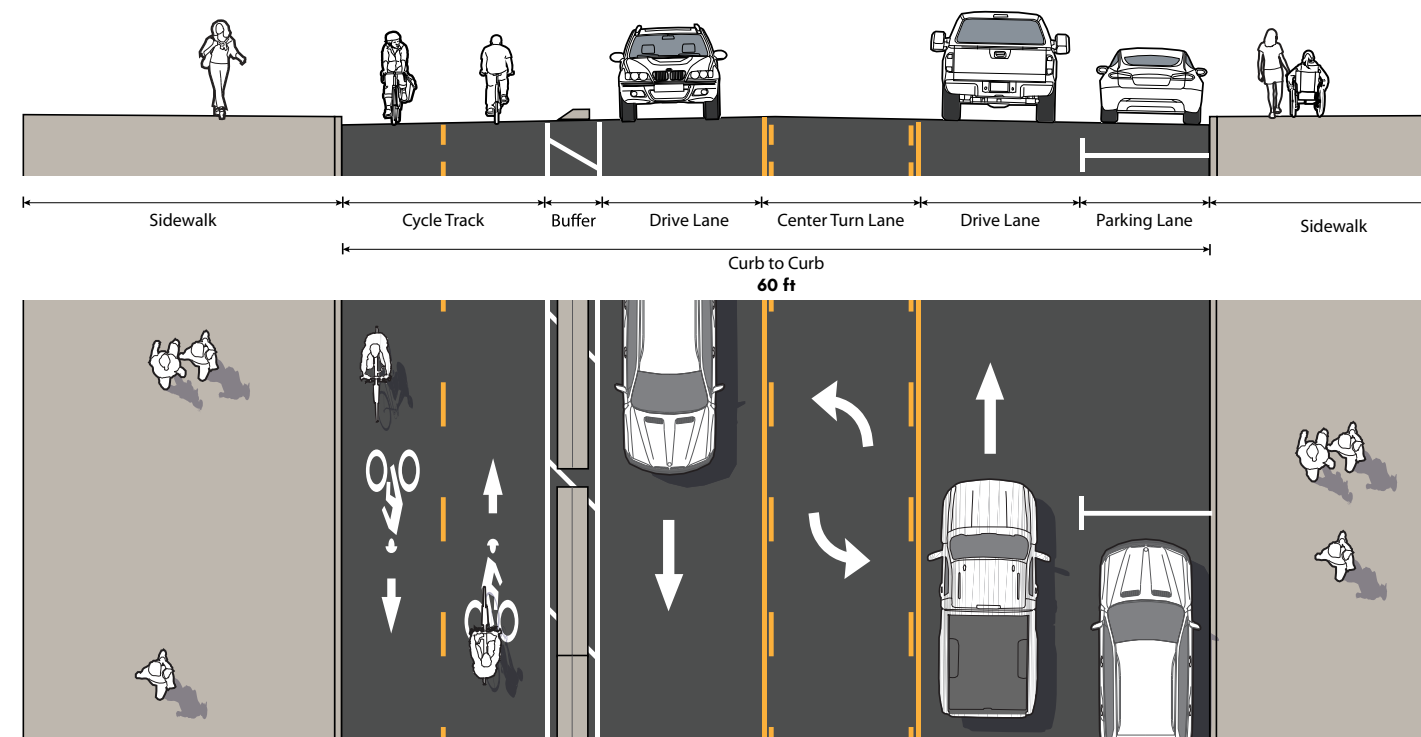 Sidewalk
Cycle Track
Buffer
Drive Lane
Center Turn Lane
Drive Lane
Parking Lane
Sidewalk
Curb to Curb
60 ft